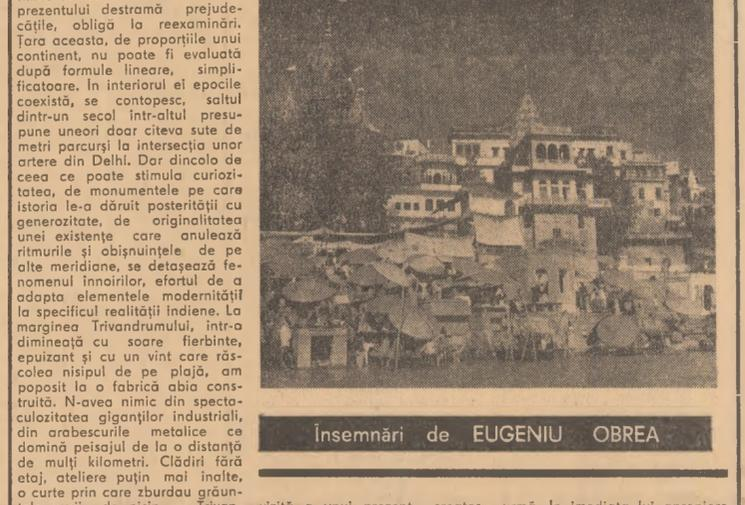 prezentului destramă prejude-
cățile, obligă la reexaminări.
Țara aceasta, de proporțiile unui
continent, nu poate fi evaluată
după formule lineare, simpli-
ficatoare. In interiorul ei epocile
coexistă, se contopesc, saltul
dintr-un secol într-altul presu-
pune uneori doar cîteva sute de
metri parcurși la intersecția unor
artere din Delhi. Dar dincolo de
ceea ce poate stimula curiozi-
tatea, de monumentele pe care
istoria le-a dăruit posterității cu
generozitate, de originalitatea
unei existențe care anulează
ritmurile și obișnuințele de pe
alte meridiane, se detașează fe-
nomenul înnoirilor, efortul de a
adapta elementele modernității
la specificul realității indiene. La
marginea Trivandrumului, într-o
dimineață cu soare fierbinte,
epuizant și cu un vînt care răs-
colea nisipul de pe plajă, am
poposit la o fabrică abia cons-
truită. N-avea nimic din specta-
culozitatea giganților industriali,
din arabescurile metalice ce
domină peisajul de la o distanță
de mulți kilometri. Clădiri fără
etaj, ateliere puțin mai înalte,
o curte prin care zburdau grăun-
Însemnări de EUGENIU OBREA